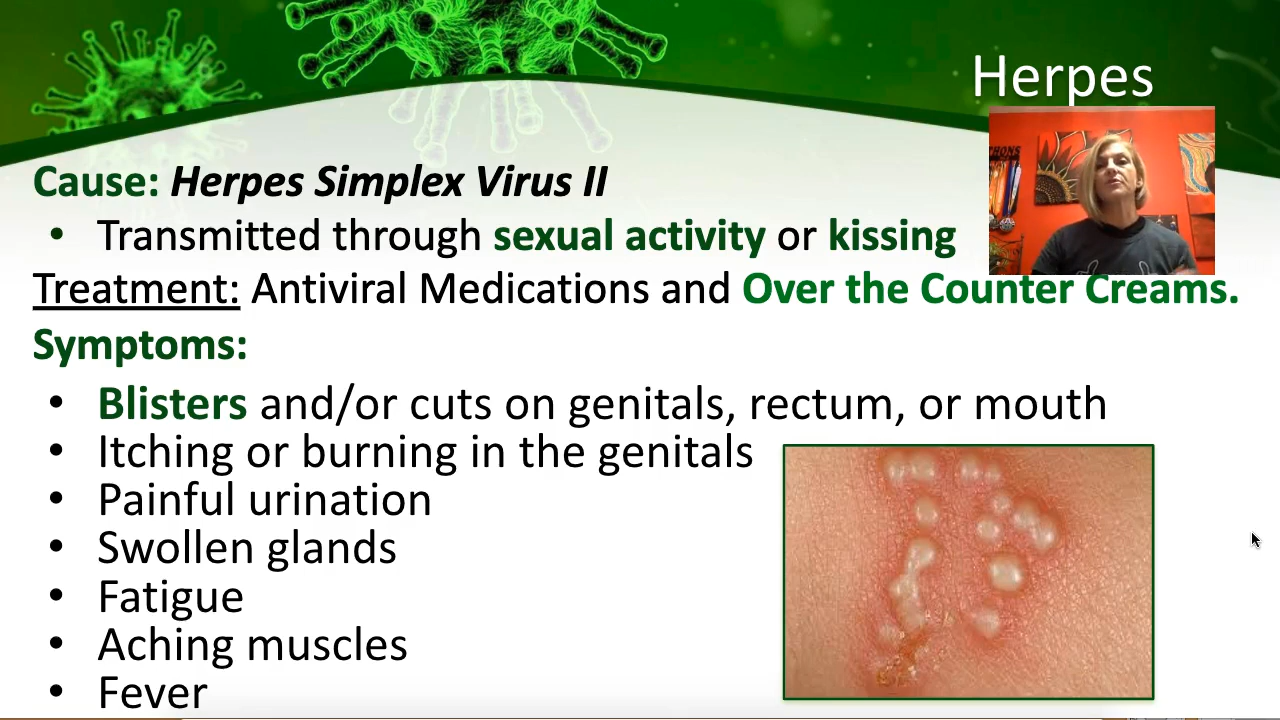 Herpes
Cause: Herpes Simplex Virus II
• Transmitted through sexual activity or kissing
Treatment: Antiviral Medications and Over the Counter Creams.
Symptoms:
• Blisters and/or cuts on genitals, rectum, or mouth
• Itching or burning in the genitals
• Painful urination
• Swollen glands
• Fatigue
• Aching muscles
• Fever